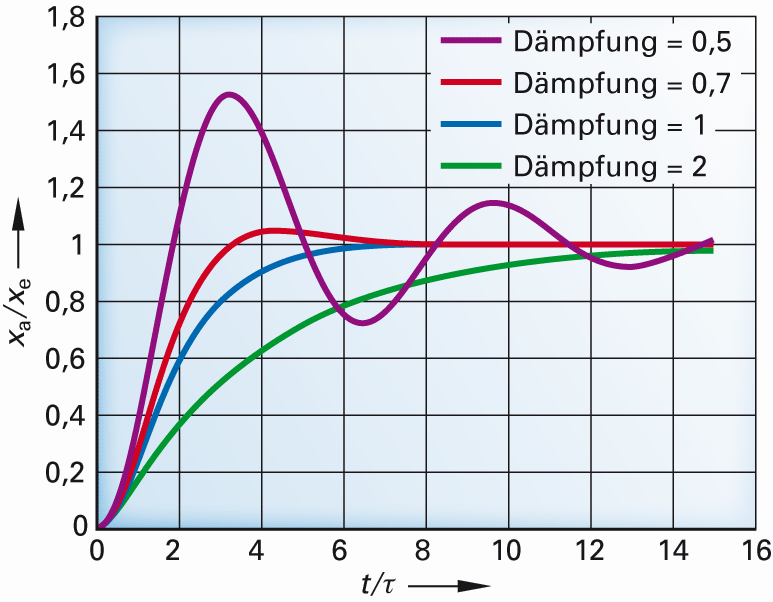 1,8
1,6
1,4
1,2
1
0,8
0,6
0,4
0,2
0
xa/xe
Dämpfung = 0,5
Dämpfung = 0,7
Dämpfung = 1
Dämpfung = 2
0 2 4 6 8 10 12 14 16
t/τ